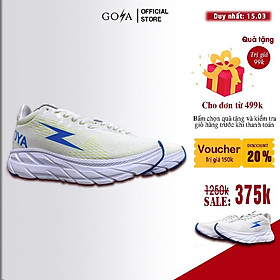 GOYA
OFFICIAL
STORE
Duy nhất: 15.03
Quà tặng
Trị giá
99k
Cho đơn từ 499k
Bấm chọn quà tặng và kiểm tra
giỏ hàng trước khi thanh toán
Voucher
Trị giá 150k
DISCOUNT
20%
1250k
SALE: 375k
OYA